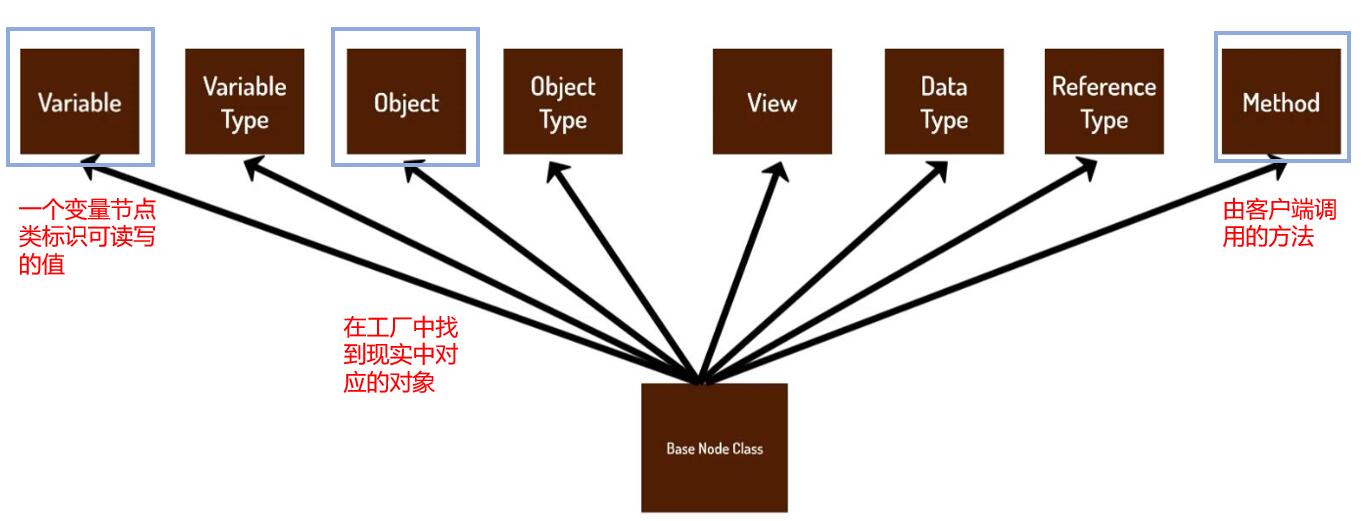 Variable
Variable
Type
Object
Object
Type
View
Data
Type
Reference
Type
Method
一个变量节点
类标识可读写
的值
由客户端调
用的方法
在工厂中找
到现实中对
应的对象
Base Node Class